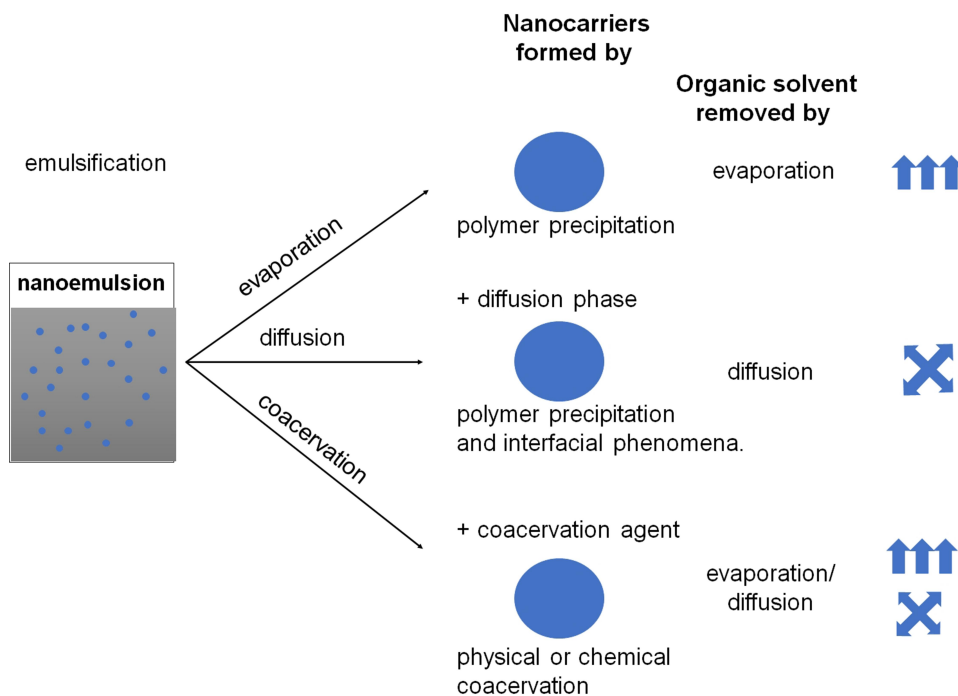 Nanocarriers
formed by
Organic solvent
removed by
emulsification
evaporation
polymer precipitation
evaporation
nanoemulsion
+ diffusion phase
diffusion
diffusion
polymer precipitation
and interfacial phenomena.
coacervation
+ coacervation agent
evaporation/
diffusion
physical or chemical
coacervation